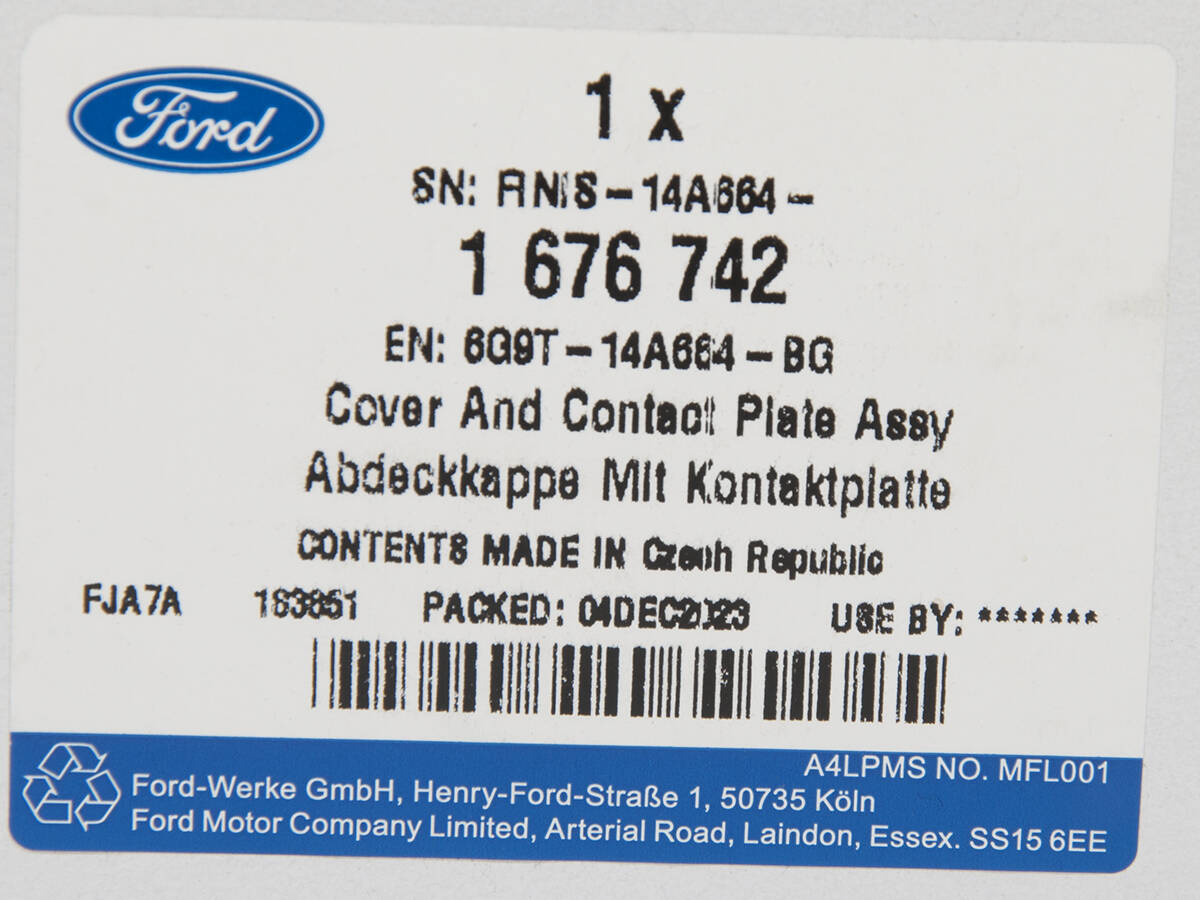 Ford
1 x
SN: FINIS-14A664-
1 676 742
EN: 6G9T-14A664-BG
Cover And Contact Plate Assy
Abdeckkappe Mit Kontaktplatte
CONTENTS MADE IN Czech Republic
FJA7A 183851 PACKED: 04DEC2023 USE BY: *******
A4LPMS NO. MFL001
Ford-Werke GmbH, Henry-Ford-Straße 1, 50735 Köln
Ford Motor Company Limited, Arterial Road, Laindon, Essex. SS15 6EE